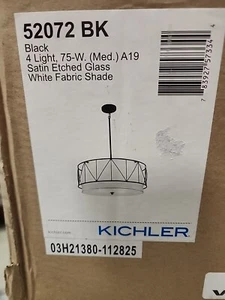 52072 BK
Black
4 Light, 75-W. (Med.) A19
Satin Etched Glass
White Fabric Shade
KICHLER
03H21380-112825